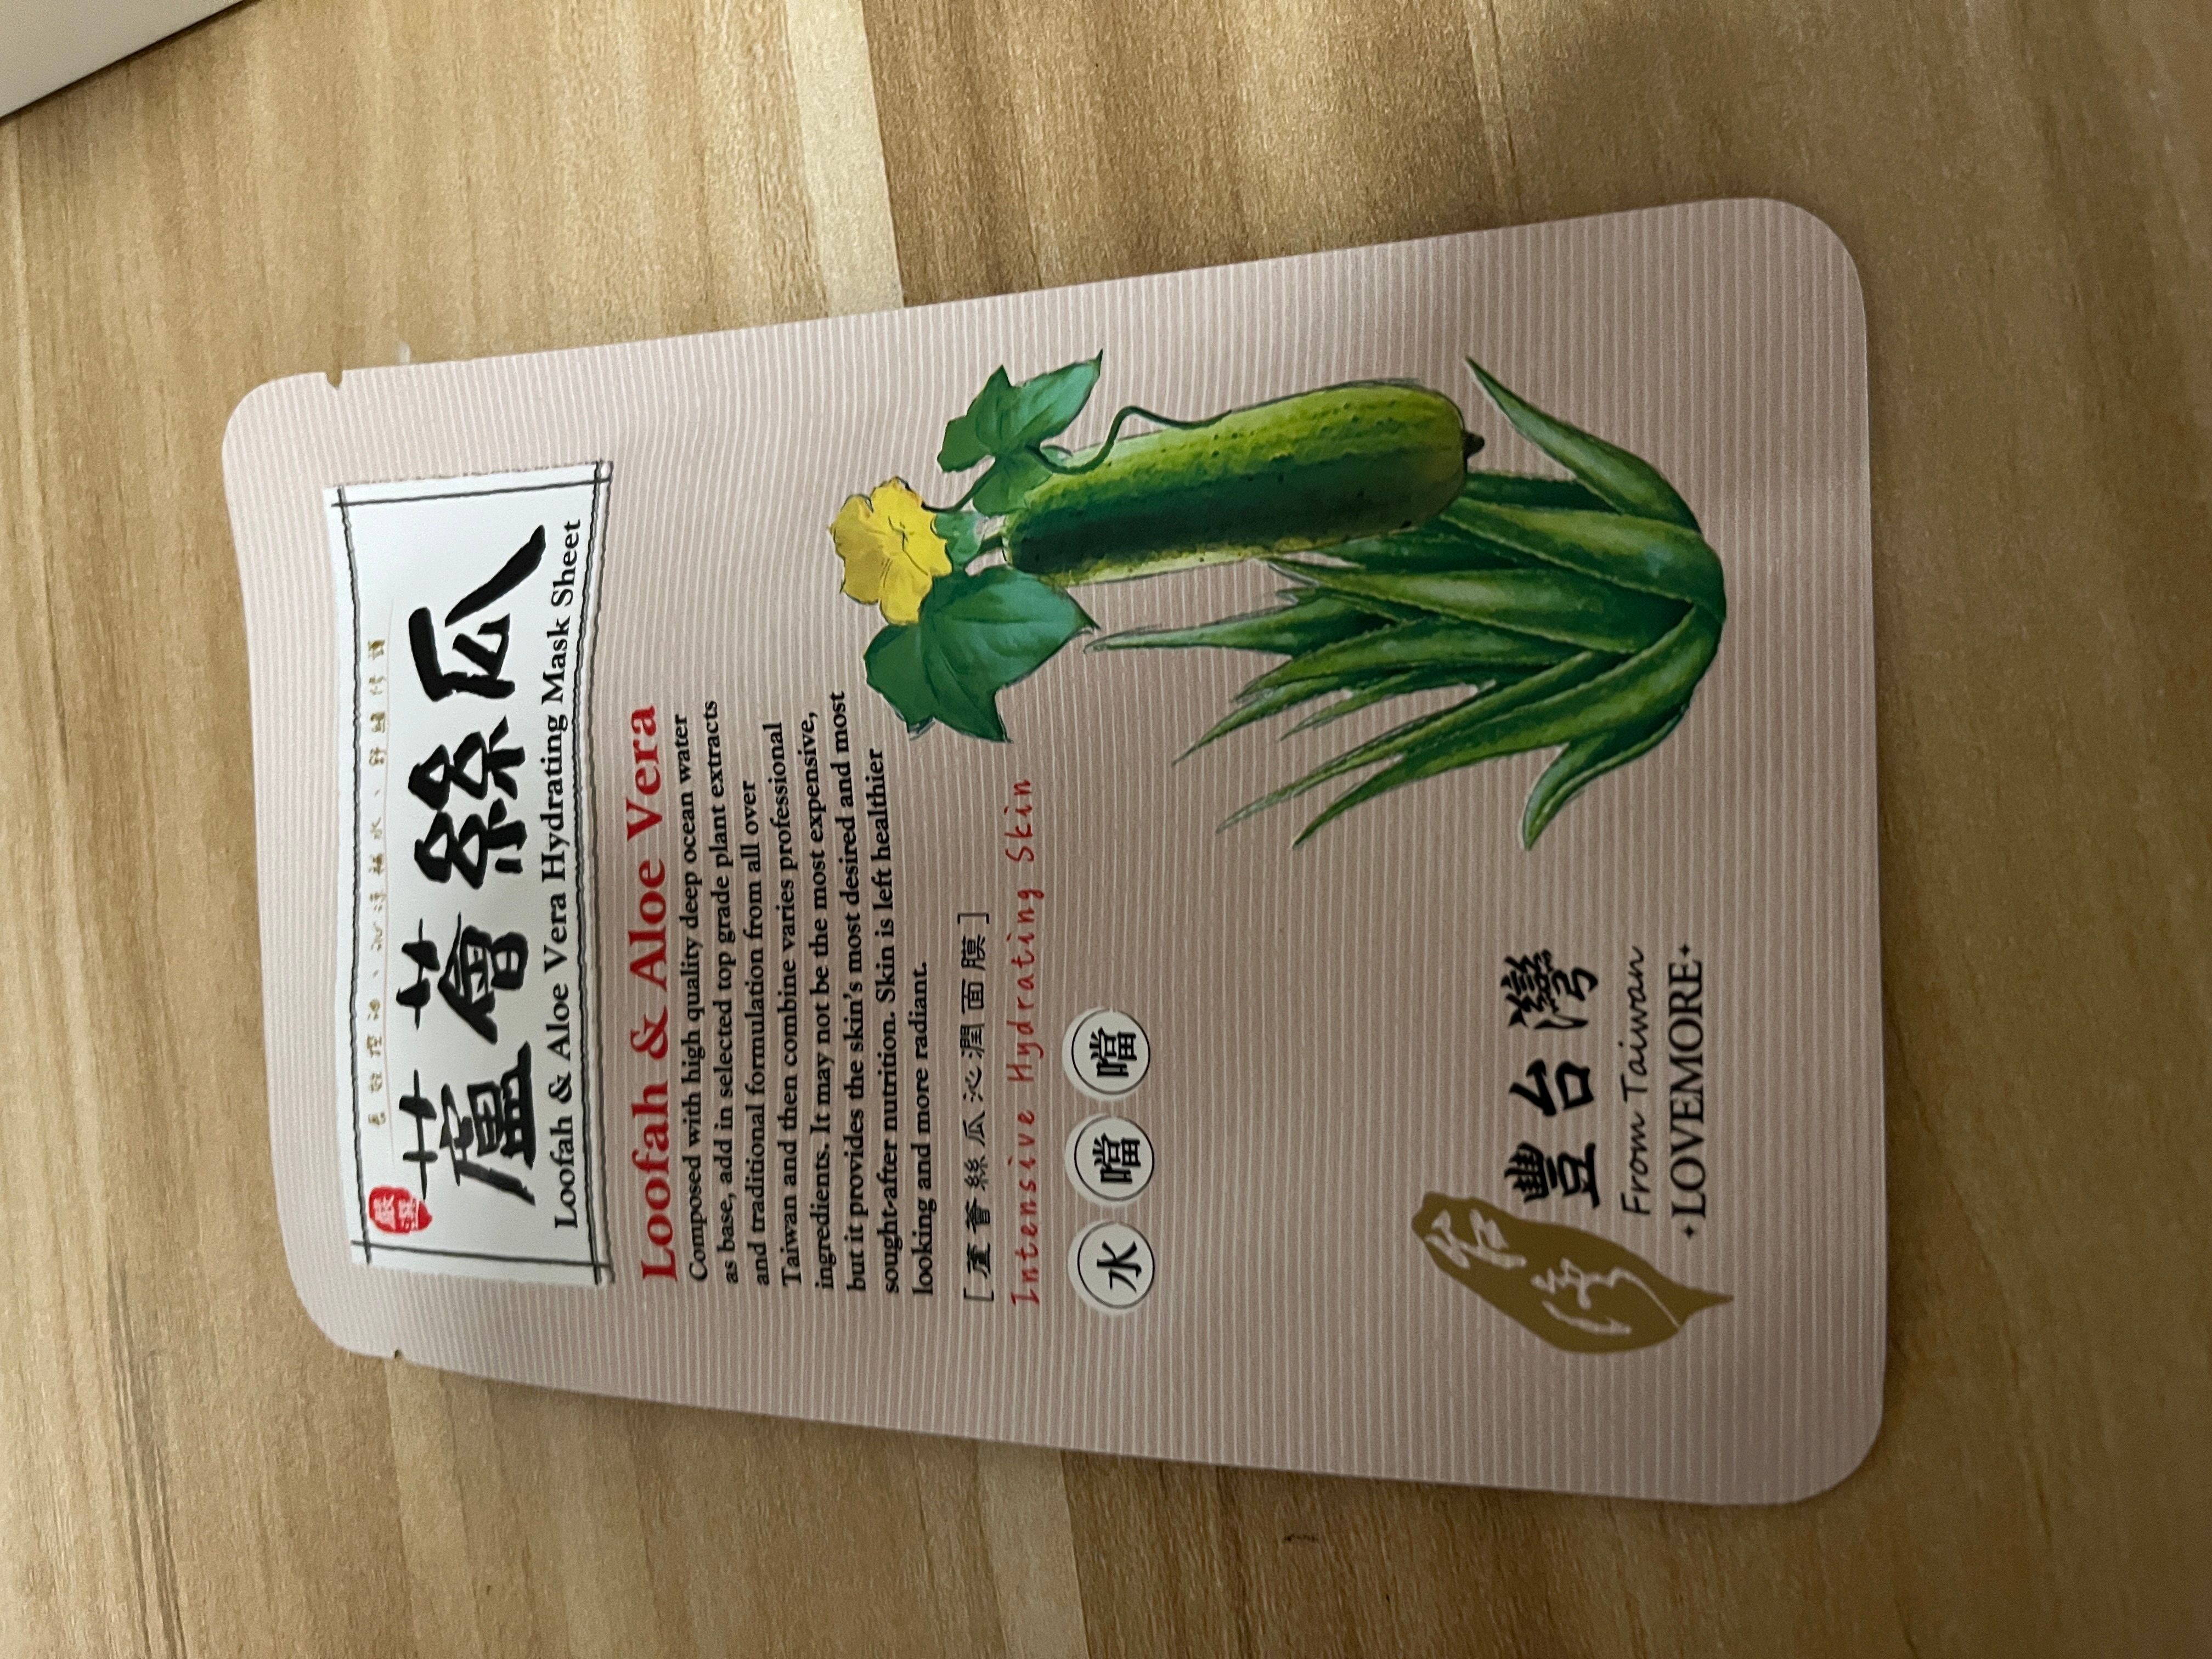 嚴選
蘆薈絲瓜
Loofah & Aloe Vera Hydrating Mask Sheet
Loofah & Aloe Vera
Composed with high quality deep ocean water
as base, add in selected top grade plant extracts
and traditional formulation from all over
Taiwan and then combine varies professional
ingredients. It may not be the most expensive,
but it provides the skin's most desired and most
sought-after nutrition. Skin is left healthier
looking and more radiant.
[蘆薈絲瓜沁潤面膜]
Intensive Hydrating Skin
水噹噹
豐台灣
From Taiwan
LOVEMORE